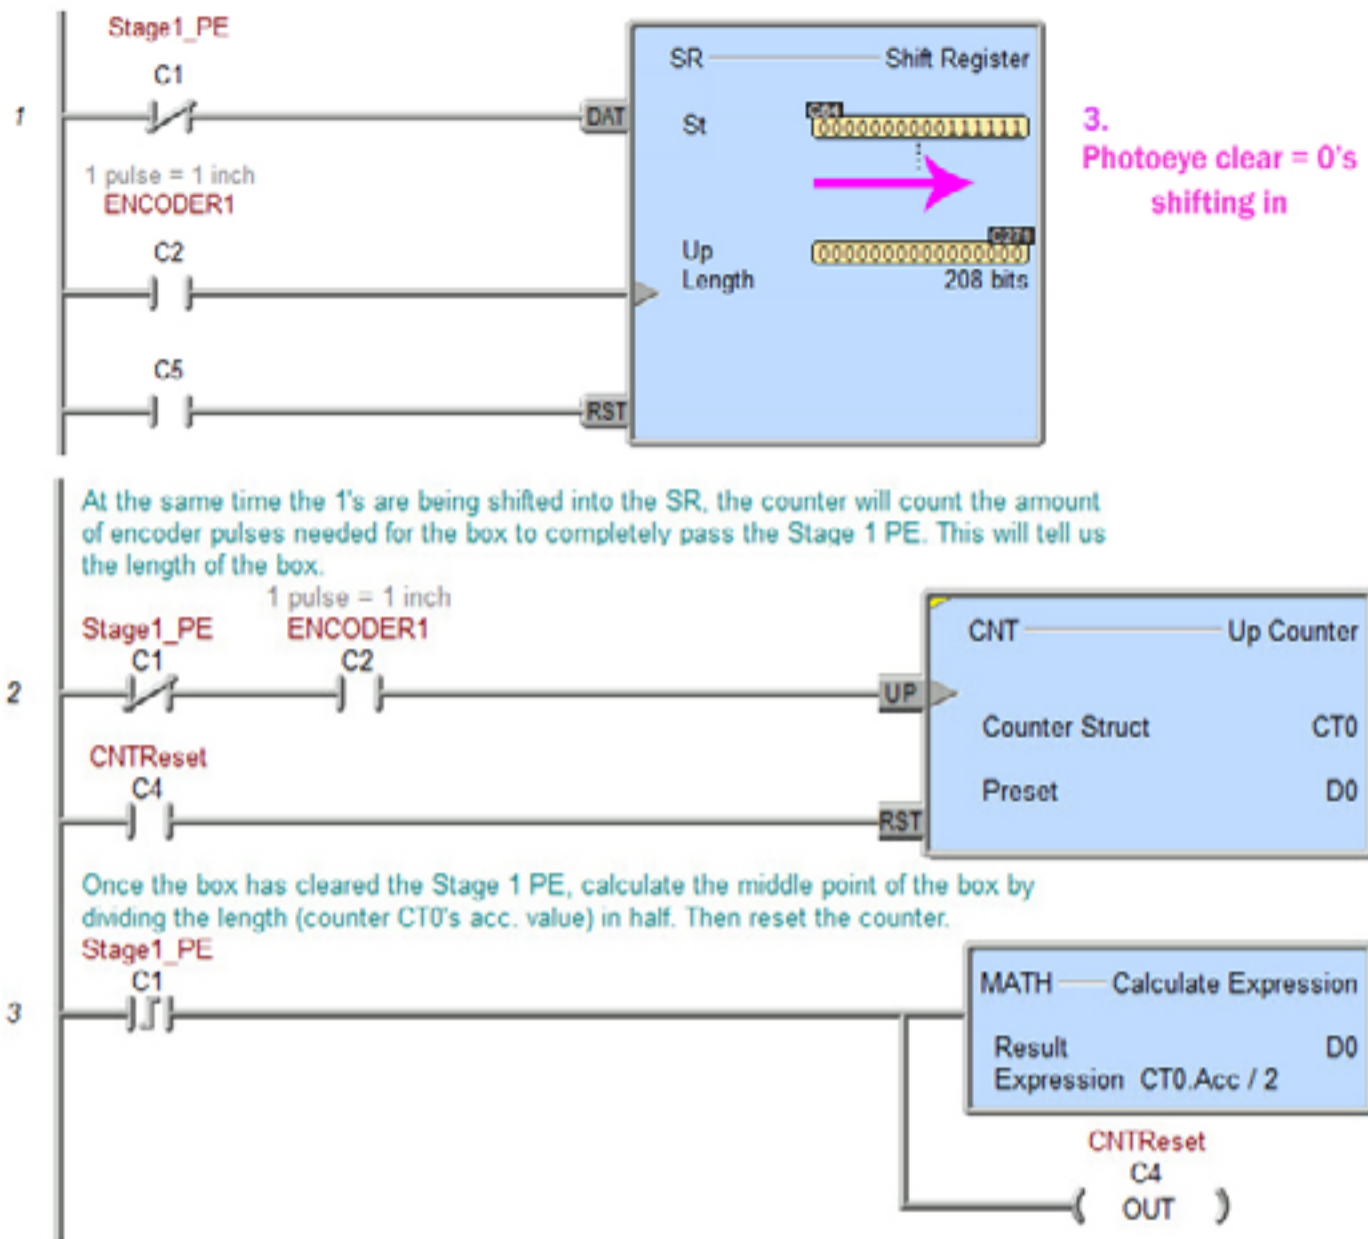 Stage1_PE
C1
1
DAT
1 pulse = 1 inch
ENCODER1
C2
C5
RST
SR Shift Register
St
C64
0000000000111111
Up
C271
0000000000000000
Length 208 bits
3.
Photoeye clear = 0's
shifting in
At the same time the 1's are being shifted into the SR, the counter will count the amount
of encoder pulses needed for the box to completely pass the Stage 1 PE. This will tell us
the length of the box.
1 pulse = 1 inch
Stage1_PE ENCODER1
C1 C2
2
UP
CNTReset
C4
RST
CNT Up Counter
Counter Struct CT0
Preset D0
Once the box has cleared the Stage 1 PE, calculate the middle point of the box by
dividing the length (counter CT0's acc. value) in half. Then reset the counter.
Stage1_PE
C1
3
MATH Calculate Expression
Result D0
Expression CT0.Acc / 2
CNTReset
C4
OUT